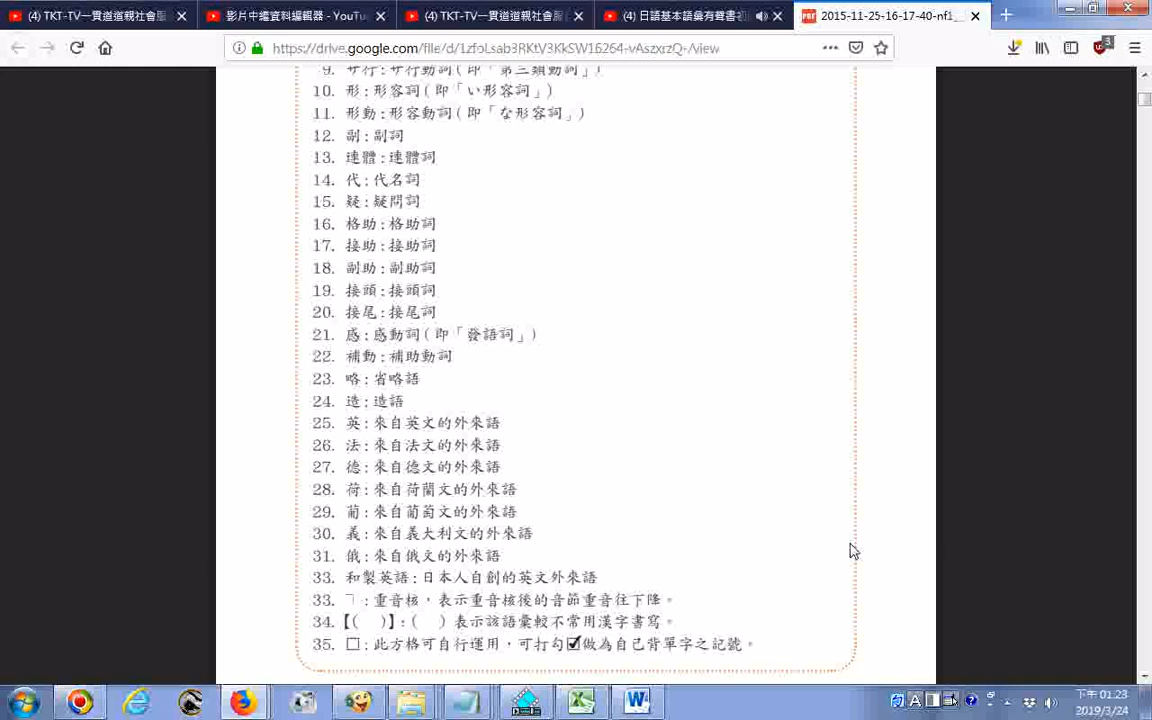 (4) TKT-TV一貫道道親社會服
影片中繼資料編輯器 - YouTu
(4) TKT-TV一貫道道親社會服
(4) 日語基本語彙有聲書初
2015-11-25-16-17-40-nf1_
3
9. サ行：サ行動詞（即「第三類動詞」）
10. 形：形容詞（即「い形容詞」）
11. 形動：形容動詞（即「な形容詞」）
12. 副：副詞
13. 連體：連體詞
14. 代：代名詞
15. 疑：疑問詞
16. 格助：格助詞
17. 接助：接助詞
18. 副助：副助詞
19. 接頭：接頭詞
20. 接尾：接尾詞
21. 感：感動詞（即「發語詞」）
22. 補動：補助動詞
23. 略：省略語
24. 造：造語
25. 英：來自英文的外來語
26. 法：來自法文的外來語
27. 德：來自德文的外來語
28. 荷：來自荷蘭文的外來語
29. 葡：來自葡萄文的外來語
30. 義：來自義大利文的外來語
31. 俄：來自俄文的外來語
33. 和製英語：日本人自創的英文外來語
33. ㄱ：重音核，表示重音核後的音節重音往下降。
34.【( )】：( ) 表示該語彙較不常用漢字書寫。
35. □：此方格可自行運用，可打勾☑做為自己背單字之記號。
下午 01:23
2019/3/24